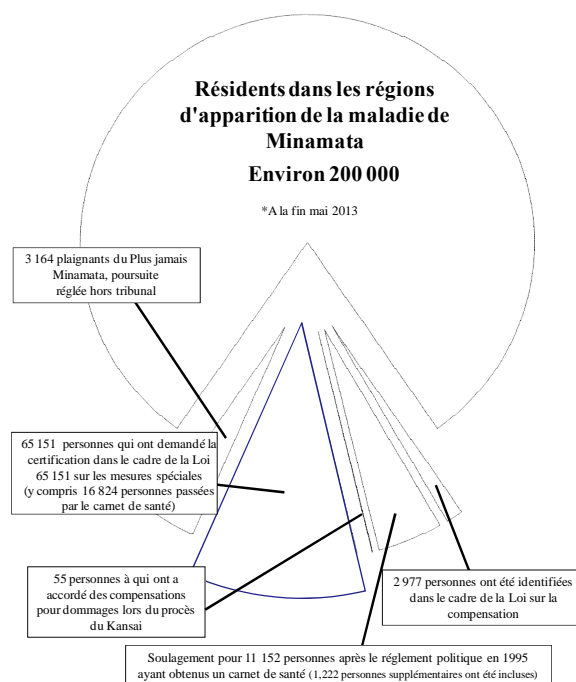 Résidents dans les régions
d'apparition de la maladie de
Minamata
Environ 200 000
*A la fin mai 2013
3 164 plaignants du Plus jamais
Minamata, poursuite
réglée hors tribunal
65 151 personnes qui ont demandé la
certification dans le cadre de la Loi
65 151 sur les mesures spéciales
(y compris 16 824 personnes passées
par le carnet de santé)
55 personnes à qui ont a
accordé des compensations
pour dommages lors du procès
du Kansai
2 977 personnes ont été identifiées
dans le cadre de la Loi sur la
compensation
Soulagement pour 11 152 personnes après le réglement politique en 1995
ayant obtenus un carnet de santé (1,222 personnes supplémentaires ont été incluses)